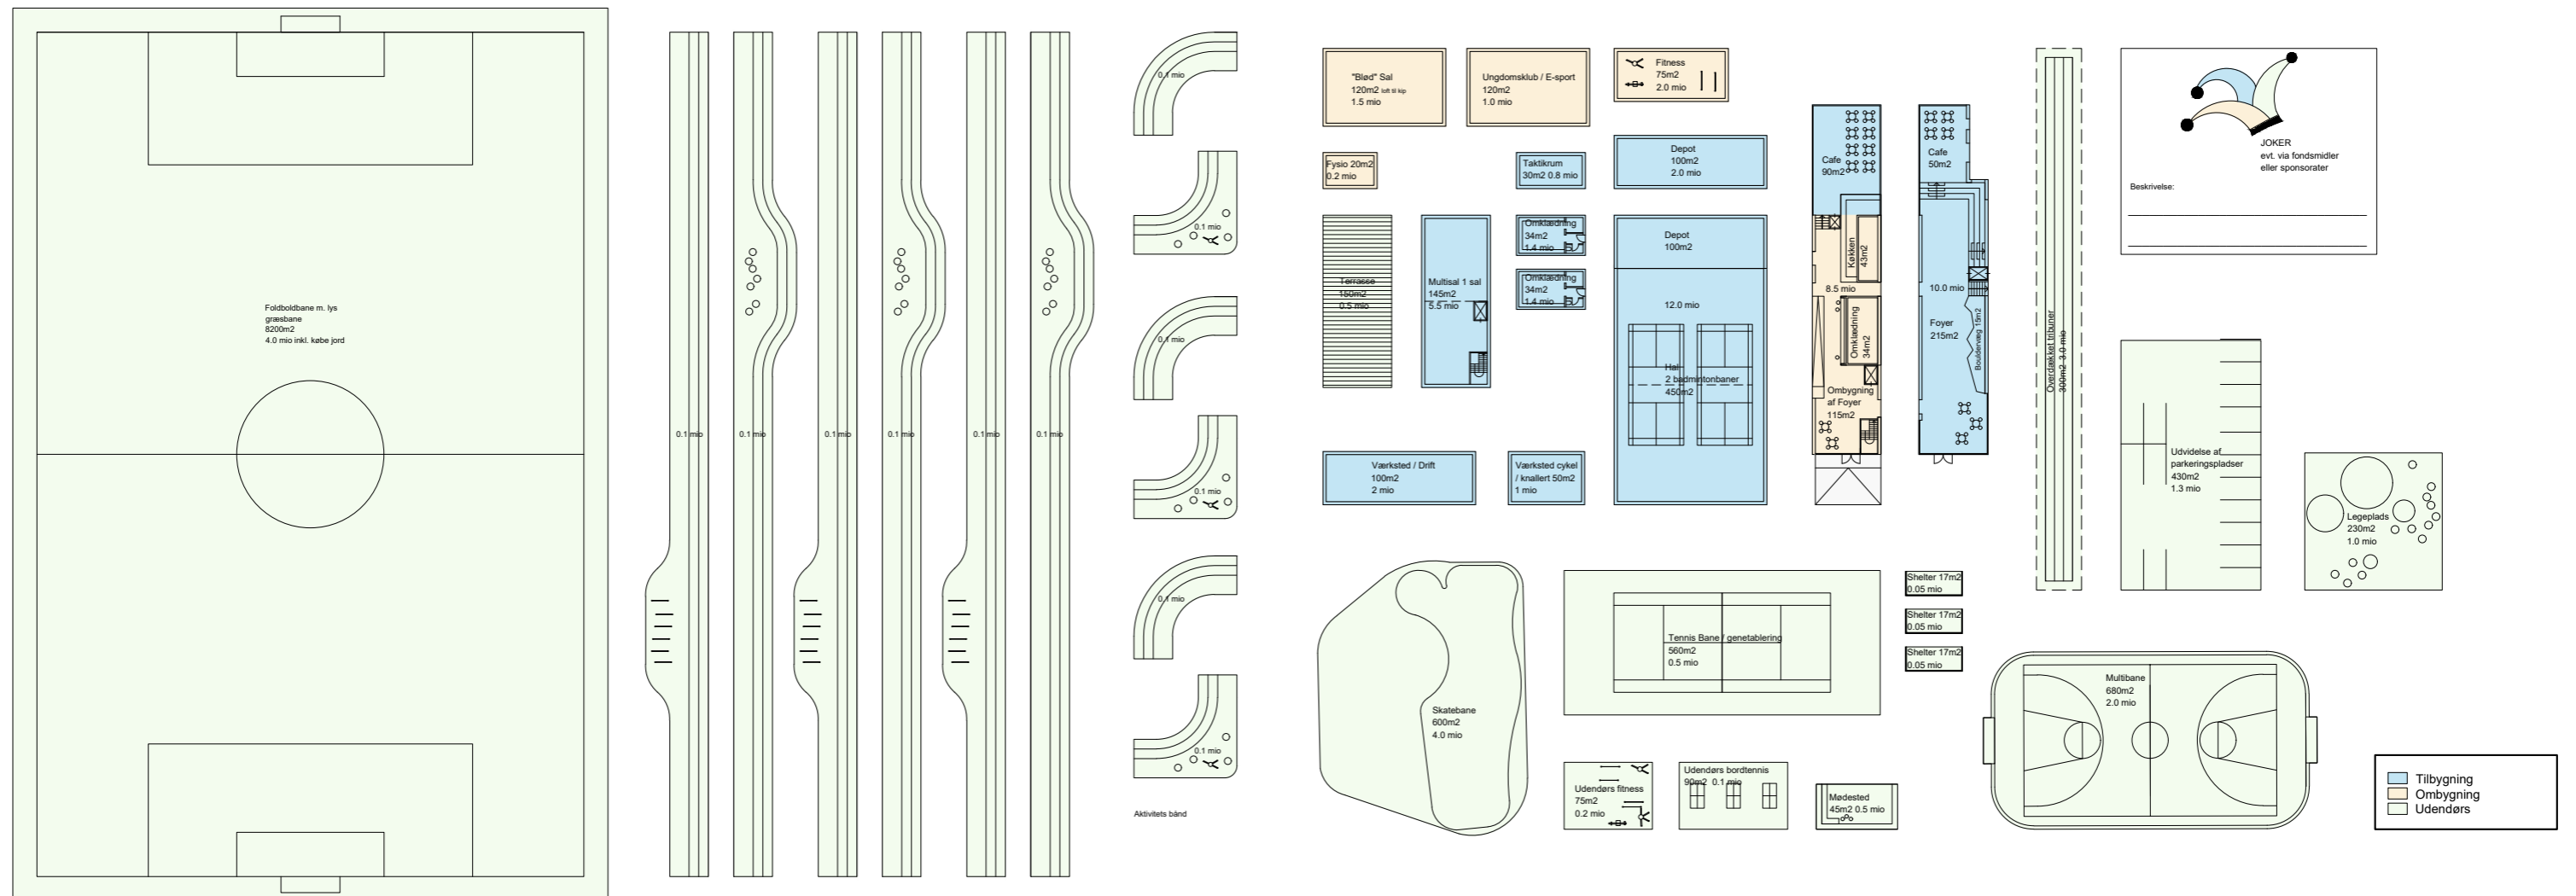 Foldboldbane m. lys
græsbane
8200m2
4.0 mio inkl. købe jord
0.1 mio
0.1 mio
0.1 mio
0.1 mio
0.1 mio
0.1 mio
0.1 mio
0.1 mio
0.1 mio
0.1 mio
0.1 mio
0.1 mio
Aktivitets bånd
"Blød" Sal
120m2 loft til kip
1.5 mio
Ungdomsklub / E-sport
120m2
1.0 mio
Fitness
75m2
2.0 mio
Fysio 20m2
0.2 mio
Taktikrum
30m2 0.8 mio
Depot
100m2
2.0 mio
Terrasse
150m2
0.5 mio
Multisal 1 sal
145m2
5.5 mio
Omklædning
34m2
1.4 mio
Omklædning
34m2
1.4 mio
Depot
100m2
12.0 mio
Hal
2 badmintonbaner
450m2
Værksted / Drift
100m2
2 mio
Værksted cykel
/ knallert 50m2
1 mio
Cafe
90m2
Køkken
43m2
8.5 mio
Omklædning
34m2
Ombygning
af Foyer
115m2
Cafe
50m2
10.0 mio
Foyer
215m2
Bouldervæg 15m2
Overdækket tribuner
300m2 3.0 mio
JOKER
evt. via fondsmidler
eller sponsorater
Beskrivelse:
Udvidelse af
parkeringspladser
430m2
1.3 mio
Legeplads
230m2
1.0 mio
Skatebane
600m2
4.0 mio
Tennis Bane / genetablering
560m2
0.5 mio
Shelter 17m2
0.05 mio
Shelter 17m2
0.05 mio
Shelter 17m2
0.05 mio
Multibane
680m2
2.0 mio
Udendørs fitness
75m2
0.2 mio
Udendørs bordtennis
90m2 0.1 mio
Mødested
45m2 0.5 mio
Tilbygning
Ombygning
Udendørs